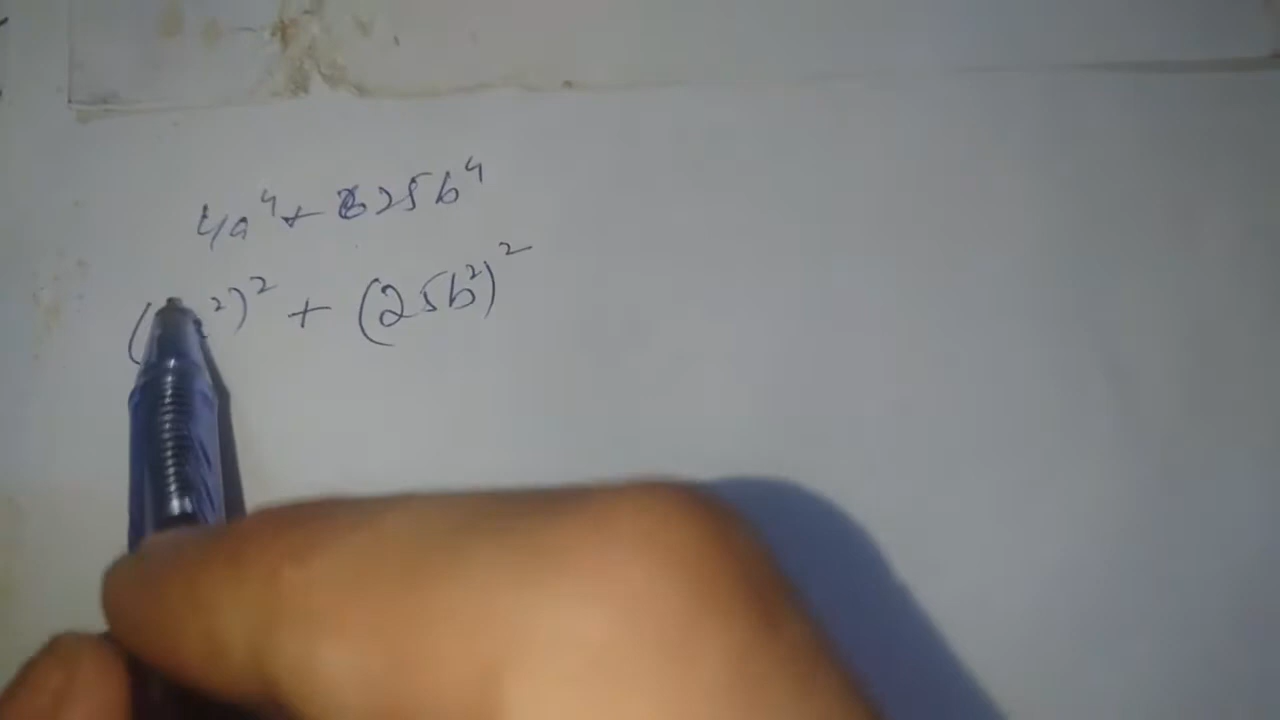 4a⁴ + 625b⁴
( ²)² + (25b²)²